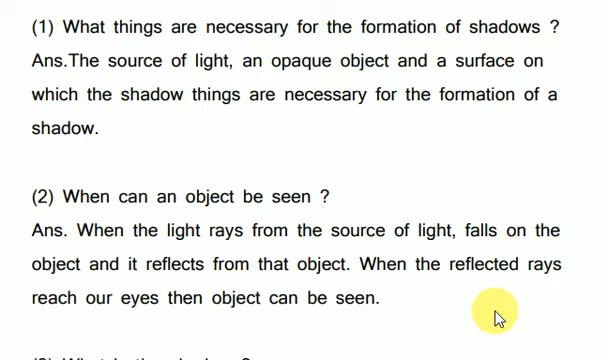 (1) What things are necessary for the formation of shadows ?
Ans.The source of light, an opaque object and a surface on
which the shadow things are necessary for the formation of a
shadow.
(2) When can an object be seen ?
Ans. When the light rays from the source of light, falls on the
object and it reflects from that object. When the reflected rays
reach our eyes then object can be seen.